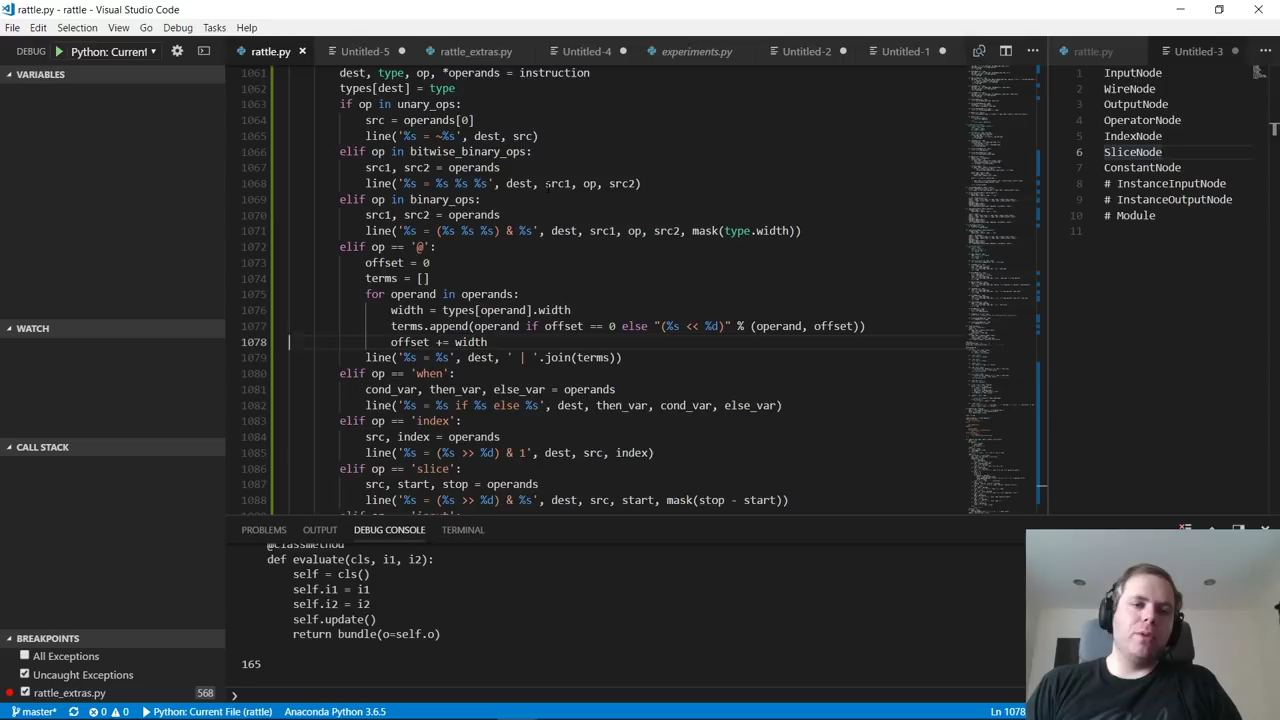 rattle.py - rattle - Visual Studio Code
File Edit Selection View Go Debug Tasks Help
DEBUG Python: Current
rattle.py Untitled-5 rattle_extras.py Untitled-4 experiments.py Untitled-2 Untitled-1
rattle.py Untitled-3
VARIABLES
WATCH
CALL STACK
BREAKPOINTS
All Exceptions
Uncaught Exceptions
rattle_extras.py 568
1061 dest, type, op, *operands = instruction
1062 types[dest] = type
1063 if op in unary_ops:
1064 src = operands[0]
1065 line('%s = ~%s', dest, src)
1066 elif op in bitwise_binary_ops:
1067 src1, src2 = operands
1068 line('%s = %s %s %s', dest, src1, op, src2)
1069 elif op in binary_ops:
1070 src1, src2 = operands
1071 line('%s = (%s %s %s) & %s', dest, src1, op, src2, mask(type.width))
1072 elif op == '@':
1073 offset = 0
1074 terms = []
1075 for operand in operands:
1076 width = types[operand].width
1077 terms.append(operand if offset == 0 else "(%s << %d)" % (operand, offset))
1078 offset += width
1079 line('%s = %s', dest, ' | '.join(terms))
1080 elif op == 'when':
1081 cond_var, then_var, else_var = operands
1082 line('%s = %s if %s else %s', dest, then_var, cond_var, else_var)
1083 elif op == 'index':
1084 src, index = operands
1085 line('%s = (%s >> %d) & 1', dest, src, index)
1086 elif op == 'slice':
1087 src, start, stop = operands
1088 line('%s = (%s >> %d) & %s', dest, src, start, mask(stop - start))
1 InputNode
2 WireNode
3 OutputNode
4 OperatorNode
5 IndexNode
6 SliceNode
7 ConstantNode
8 # InstanceInputNode
9 # InstanceOutputNode
10 # Module
11
PROBLEMS OUTPUT DEBUG CONSOLE TERMINAL
@classmethod
def evaluate(cls, i1, i2):
self = cls()
self.i1 = i1
self.i2 = i2
self.update()
return bundle(o=self.o)
165
master* 0 0 Python: Current File (rattle) Anaconda Python 3.6.5 Ln 1078